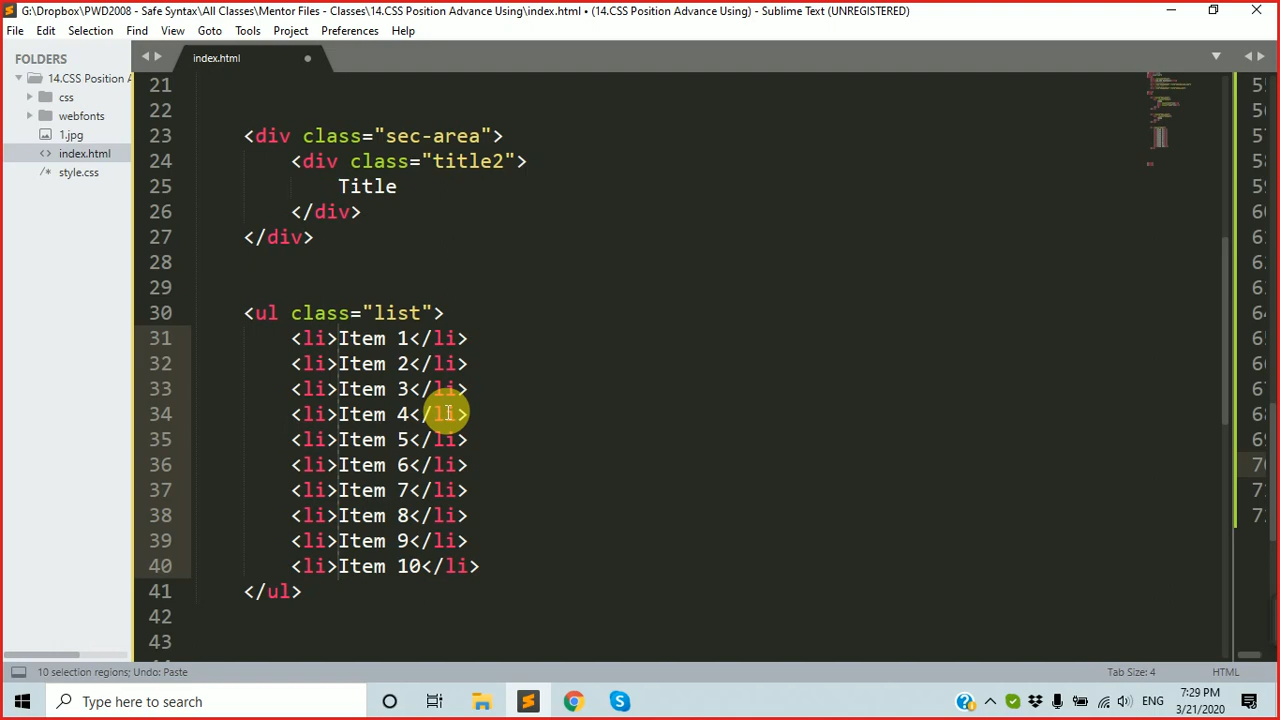 G:\Dropbox\PWD2008 - Safe Syntax\All Classes\Mentor Files - Classes\14.CSS Position Advance Using\index.html • (14.CSS Position Advance Using) - Sublime Text (UNREGISTERED)
File Edit Selection Find View Goto Tools Project Preferences Help
FOLDERS
14.CSS Position A
css
webfonts
1.jpg
index.html
style.css
index.html
21
22
23 <div class="sec-area">
24 <div class="title2">
25 Title
26 </div>
27 </div>
28
29
30 <ul class="list">
31 <li>Item 1</li>
32 <li>Item 2</li>
33 <li>Item 3</li>
34 <li>Item 4</li>
35 <li>Item 5</li>
36 <li>Item 6</li>
37 <li>Item 7</li>
38 <li>Item 8</li>
39 <li>Item 9</li>
40 <li>Item 10</li>
41 </ul>
42
43
10 selection regions; Undo: Paste
Tab Size: 4
HTML
Type here to search
ENG
7:29 PM
3/21/2020